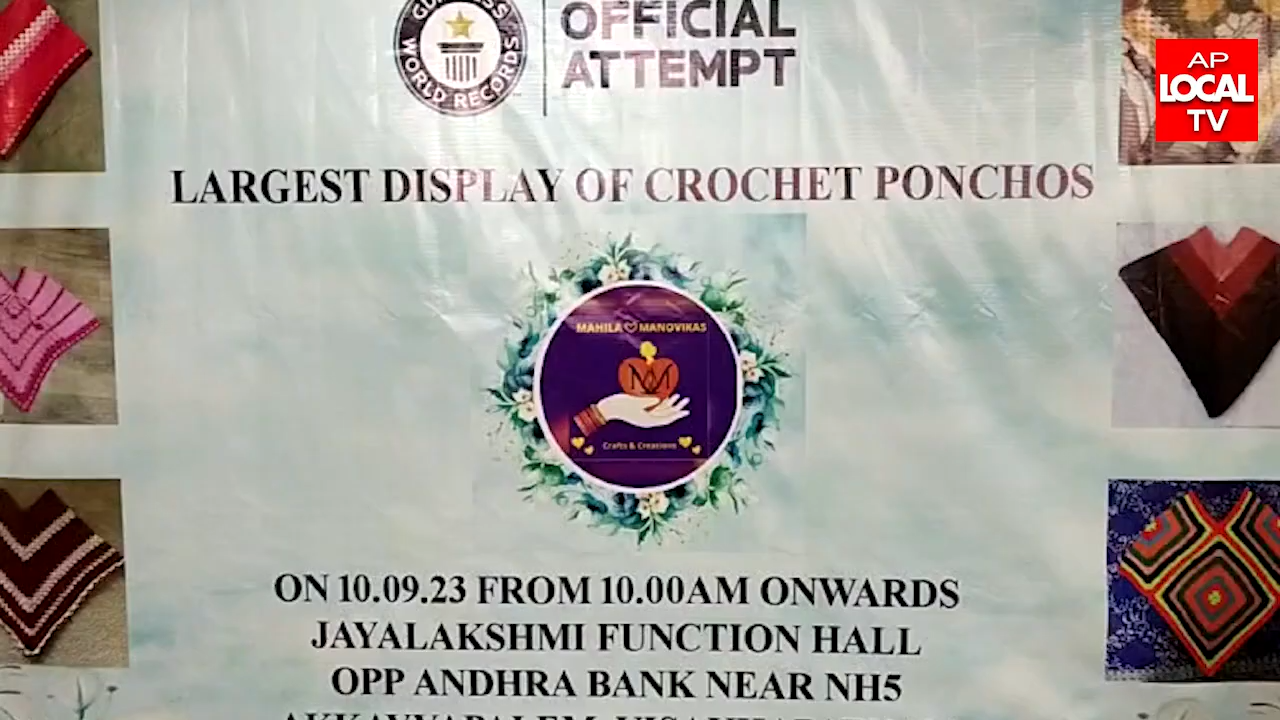 GUINNESS
WORLD RECORDS
OFFICIAL
ATTEMPT
AP
LOCAL
TV
LARGEST DISPLAY OF CROCHET PONCHOS
MAHILA MANOVIKAS
MM
Crafts & Creations
ON 10.09.23 FROM 10.00AM ONWARDS
JAYALAKSHMI FUNCTION HALL
OPP ANDHRA BANK NEAR NH5